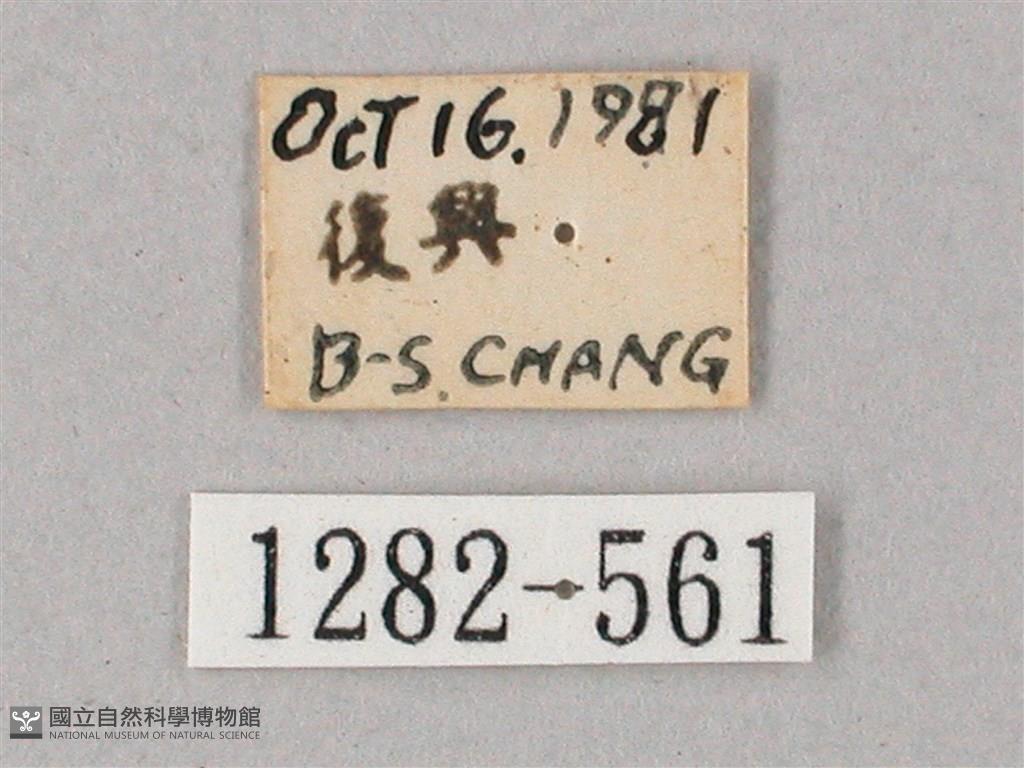 OCT 16. 1981
復興.
B-S. CHANG
1282-561
國立自然科學博物館
NATIONAL MUSEUM OF NATURAL SCIENCE